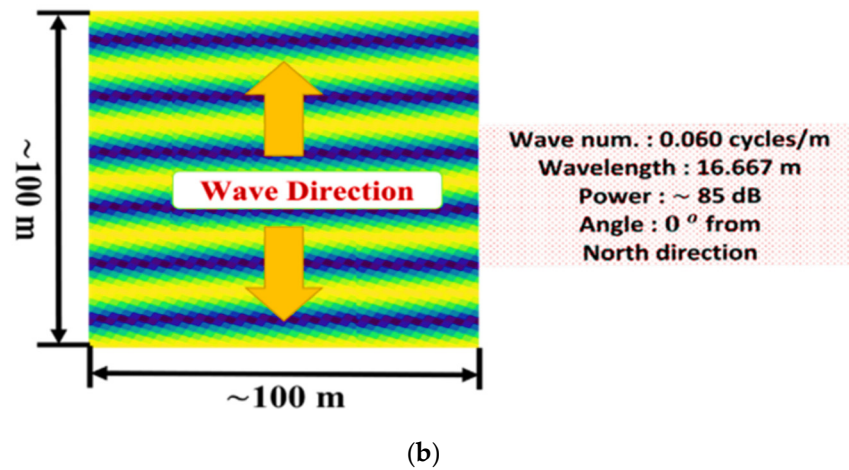 ~100 m
Wave Direction
Wave num. : 0.060 cycles/m
Wavelength : 16.667 m
Power : ~ 85 dB
Angle : 0 ° from
North direction
~100 m
(b)